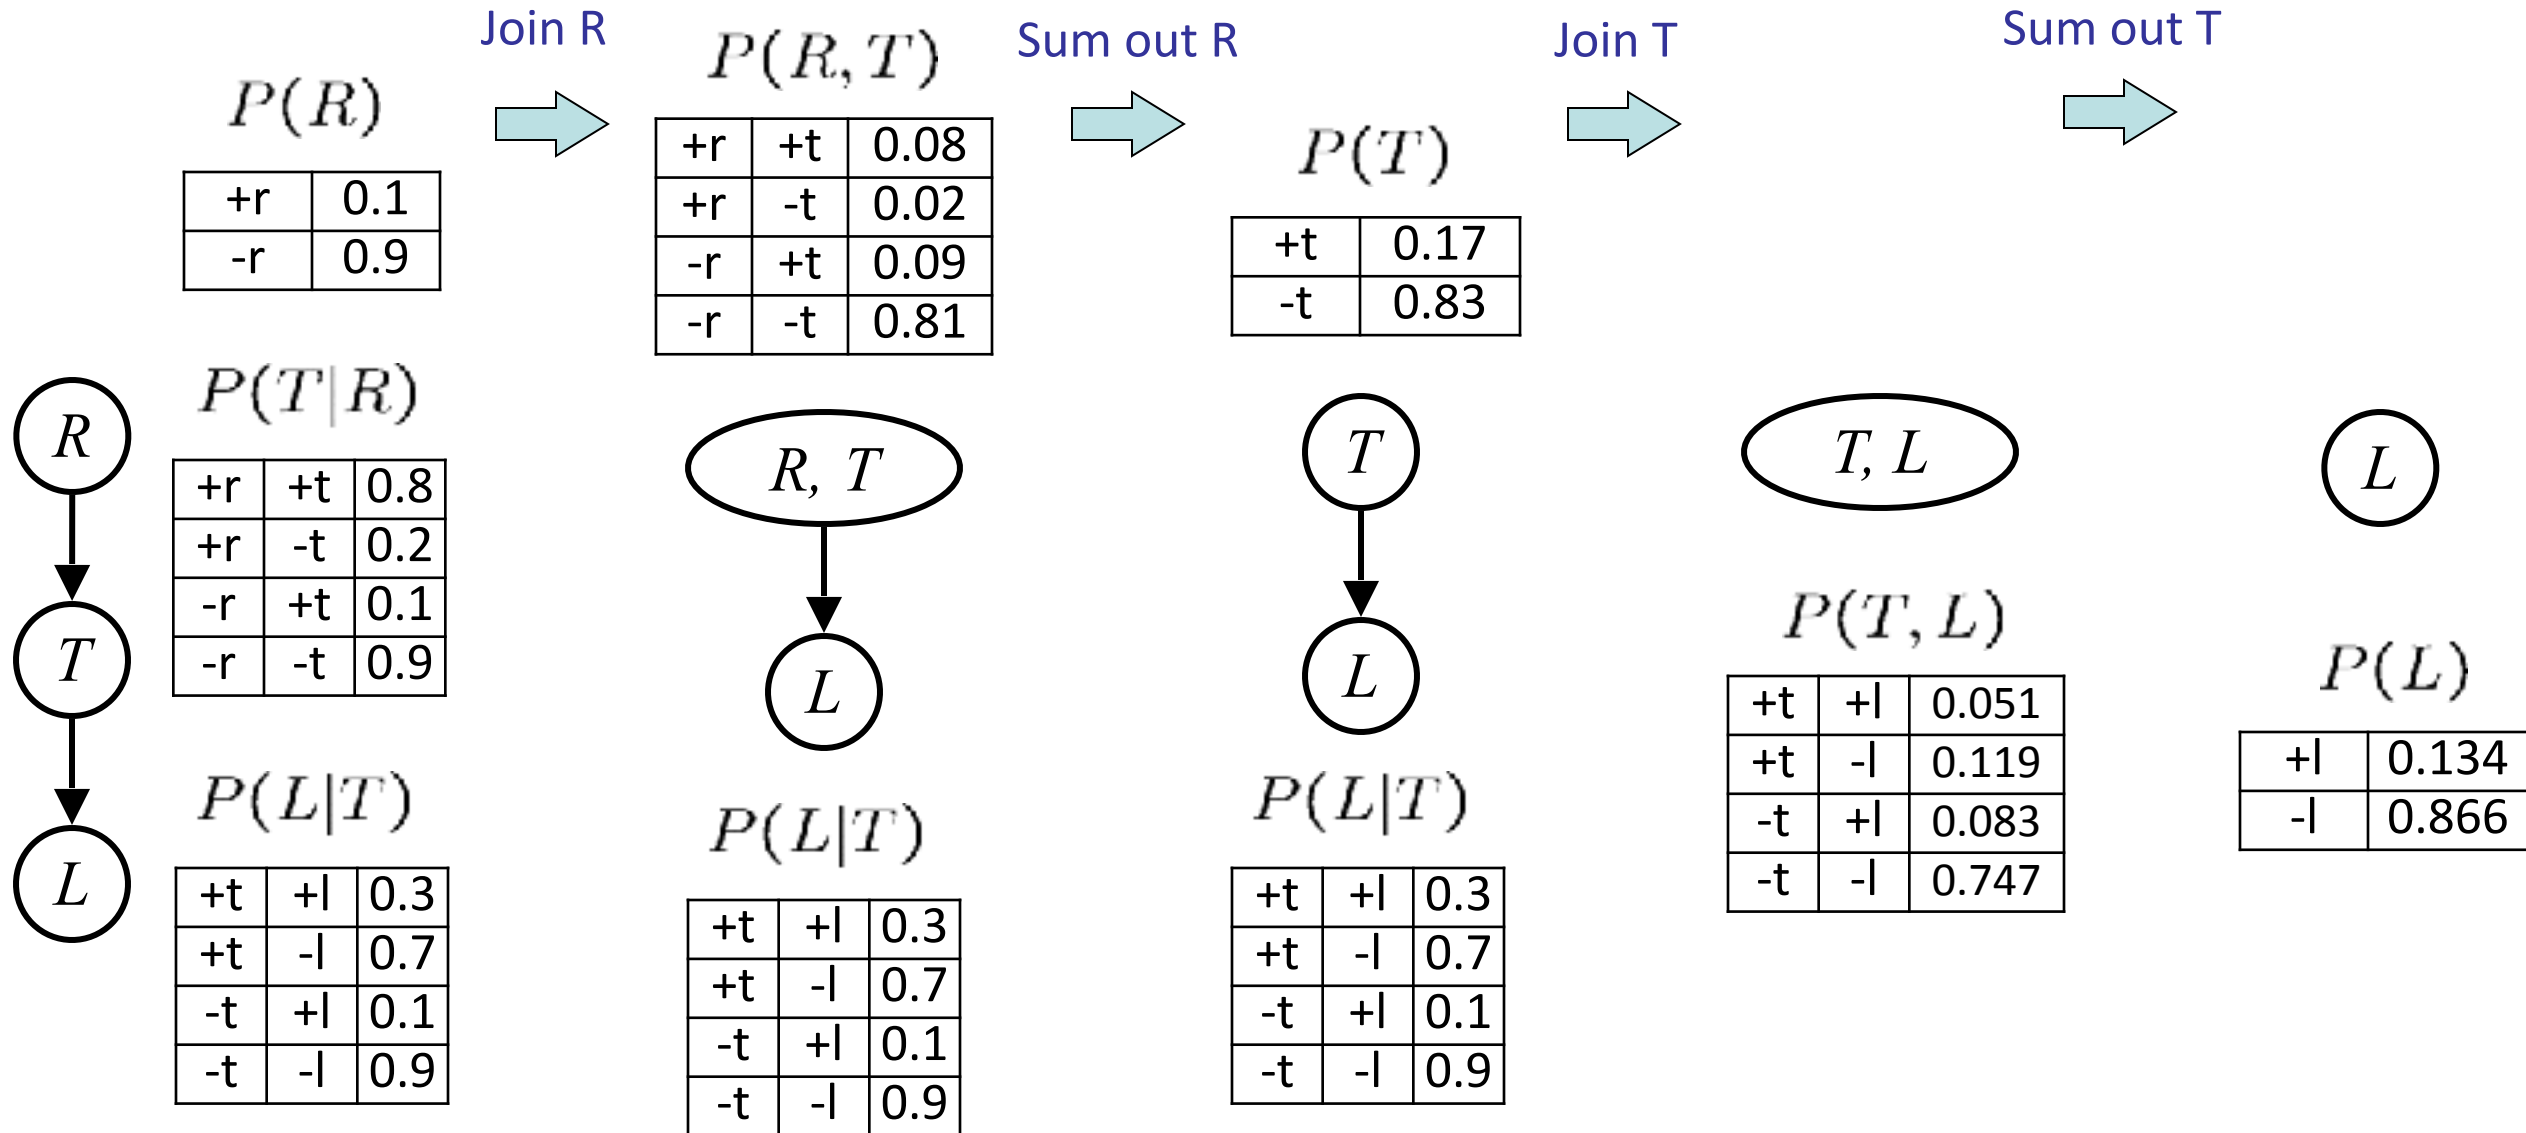 Join R
Sum out R
Join T
Sum out T
P(R)
+r 0.1
-r 0.9
P(T|R)
+r +t 0.8
+r -t 0.2
-r +t 0.1
-r -t 0.9
P(L|T)
+t +l 0.3
+t -l 0.7
-t +l 0.1
-t -l 0.9
R
T
L
P(R, T)
+r +t 0.08
+r -t 0.02
-r +t 0.09
-r -t 0.81
R, T
L
P(L|T)
+t +l 0.3
+t -l 0.7
-t +l 0.1
-t -l 0.9
P(T)
+t 0.17
-t 0.83
T
L
P(L|T)
+t +l 0.3
+t -l 0.7
-t +l 0.1
-t -l 0.9
T, L
P(T, L)
+t +l 0.051
+t -l 0.119
-t +l 0.083
-t -l 0.747
L
P(L)
+l 0.134
-l 0.866